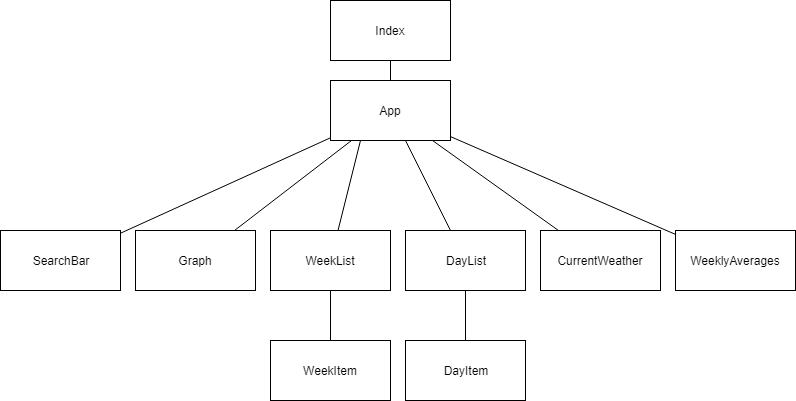 Index
App
SearchBar
Graph
WeekList
DayList
CurrentWeather
WeeklyAverages
WeekItem
DayItem